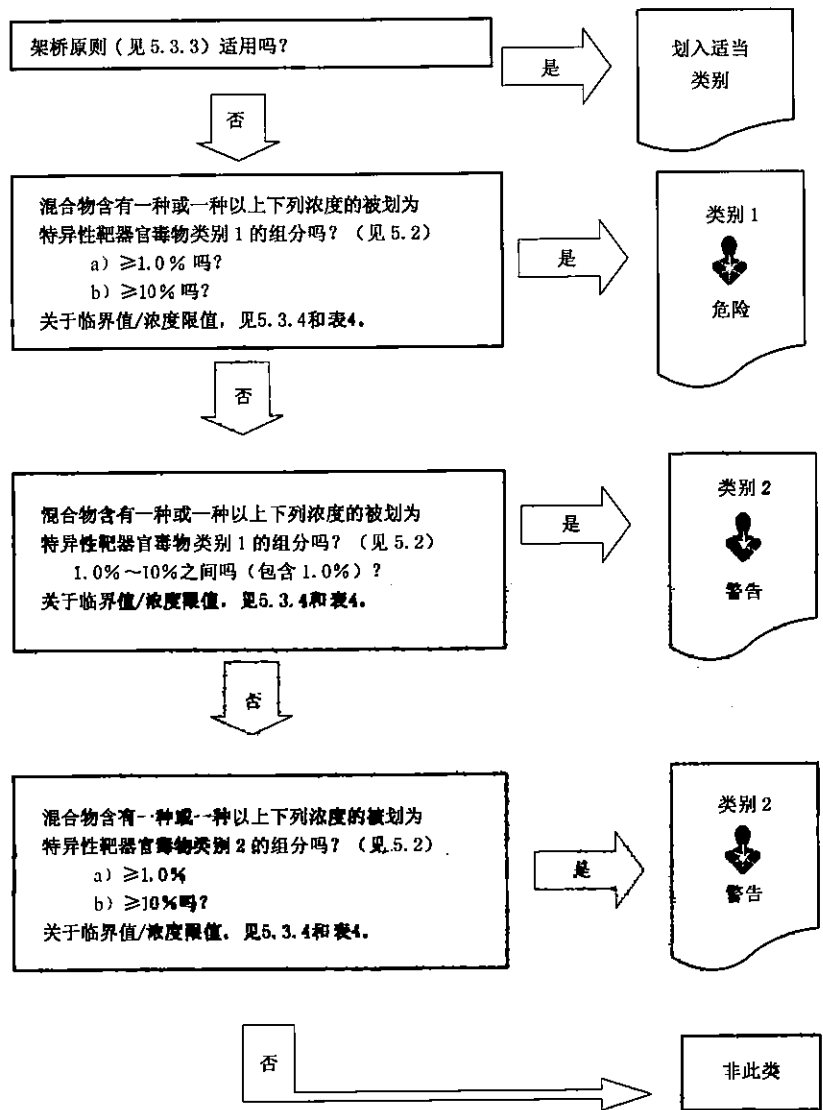 架桥原则（见 5.3.3）适用吗？
是
划入适当
类别
否
混合物含有一种或一种以上下列浓度的被划为
特异性靶器官毒物类别 1 的组分吗？（见 5.2）
a）≥1.0% 吗？
b）≥10% 吗？
关于临界值/浓度限值，见5.3.4和表4。
是
类别 1
危险
否
混合物含有一种或一种以上下列浓度的被划为
特异性靶器官毒物类别 1 的组分吗？（见 5.2）
1.0%～10%之间吗（包含 1.0%）？
关于临界值/浓度限值，见5.3.4和表4。
是
类别 2
警告
否
混合物含有一种或一种以上下列浓度的被划为
特异性靶器官毒物类别 2 的组分吗？（见 5.2）
a）≥1.0%
b）≥10%吗？
关于临界值/浓度限值，见5.3.4和表4。
是
类别 2
警告
否
非此类